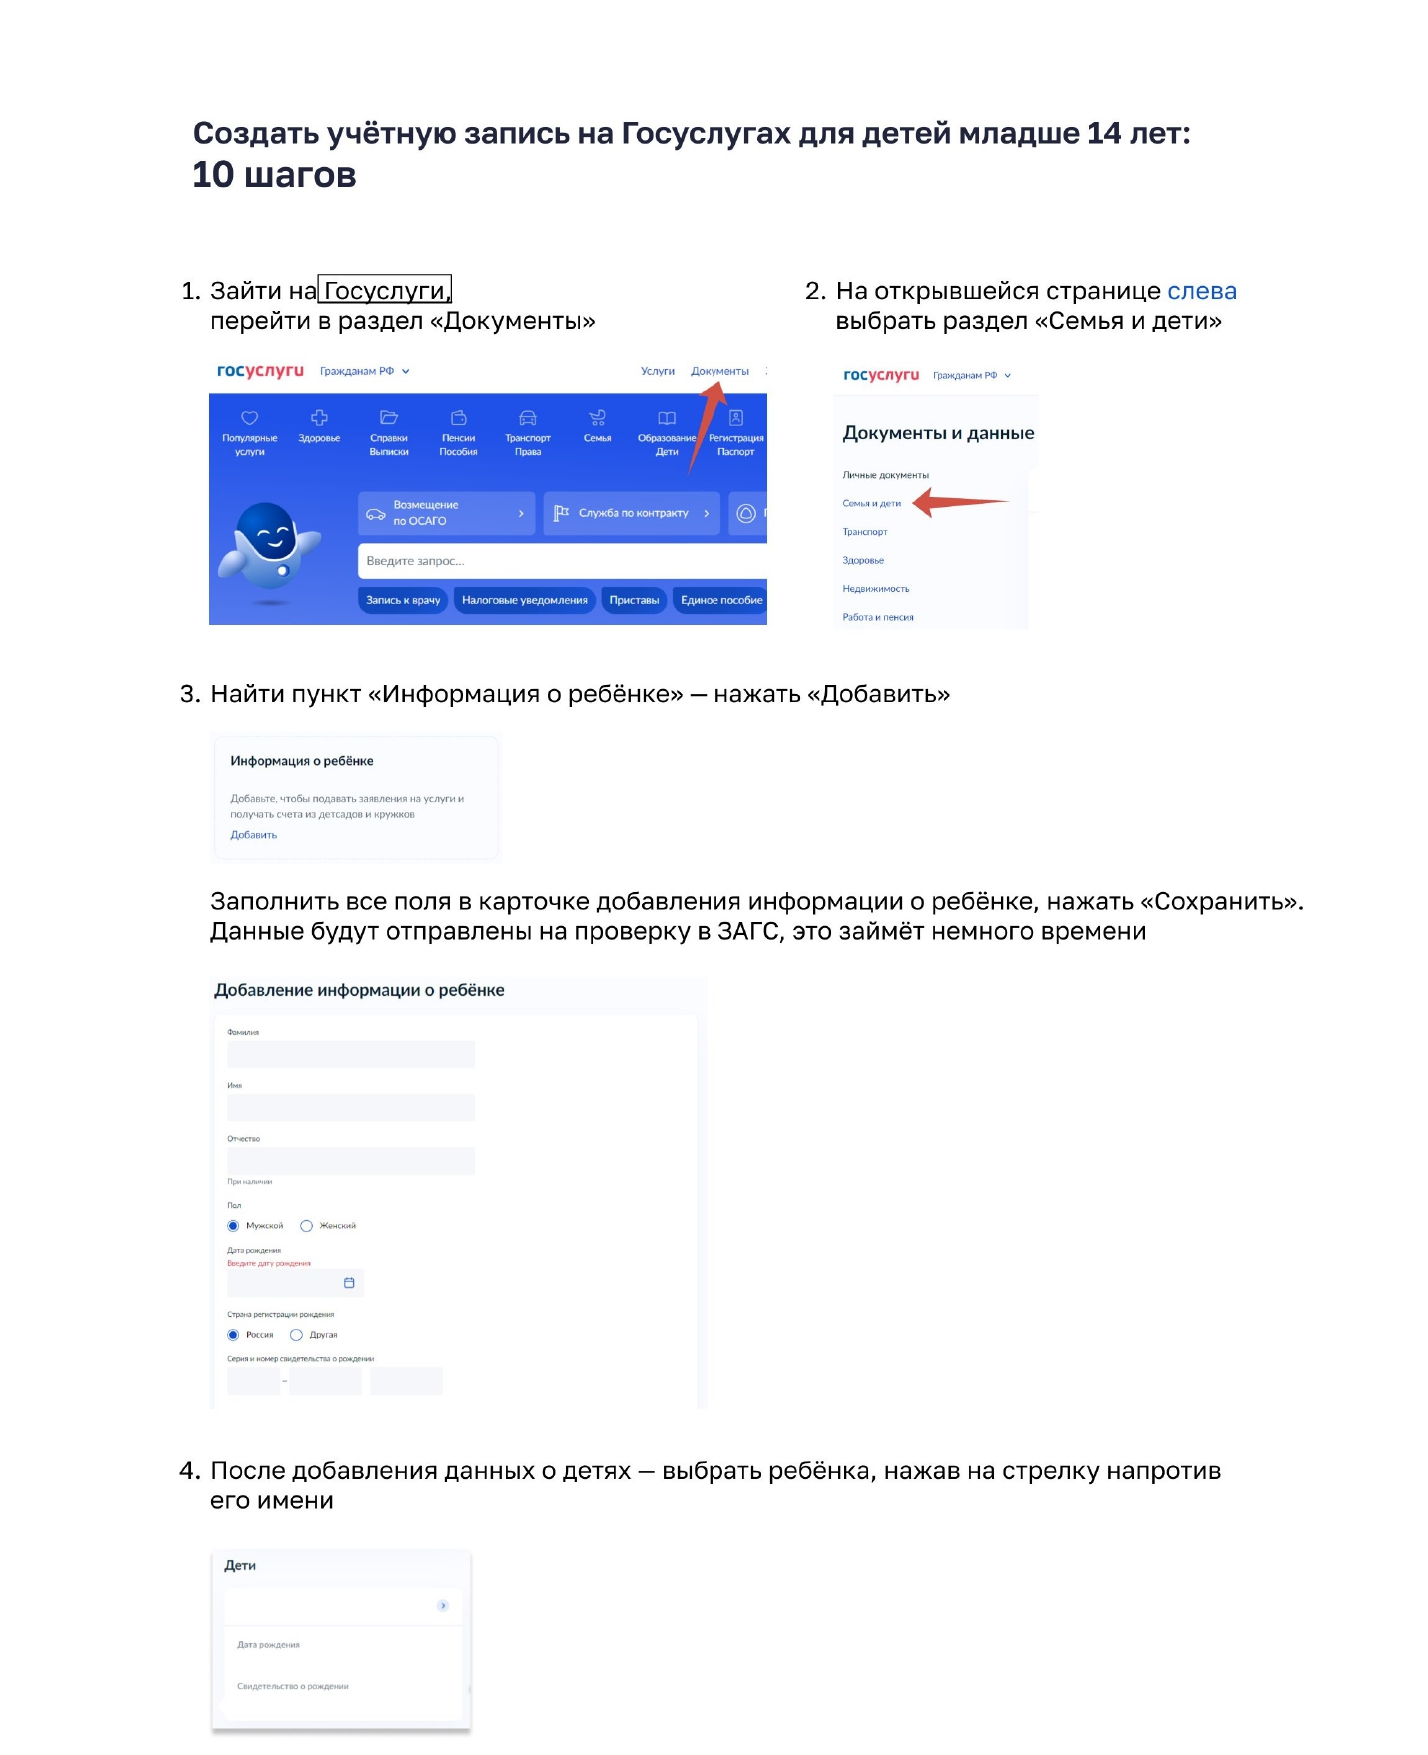 Создать учётную запись на Госуслугах для детей младше 14 лет:
10 шагов
1. Зайти на Госуслуги,
перейти в раздел «Документы»
госуслуги Гражданам РФ Услуги Документы
Популярные услуги
Здоровье
Справки Выписки
Пенсии Пособия
Транспорт Права
Семья
Образование Дети
Регистрация Паспорт
Возмещение
по ОСАГО
Служба по контракту
Введите запрос...
Запись к врачу Налоговые уведомления Приставы Единое пособие
2. На открывшейся странице слева
выбрать раздел «Семья и дети»
госуслуги Гражданам РФ
Документы и данные
Личные документы
Семья и дети
Транспорт
Здоровье
Недвижимость
Работа и пенсия
3. Найти пункт «Информация о ребёнке» — нажать «Добавить»
Информация о ребёнке
Добавьте, чтобы подавать заявления на услуги и
получать счета из детсадов и кружков
Добавить
Заполнить все поля в карточке добавления информации о ребёнке, нажать «Сохранить».
Данные будут отправлены на проверку в ЗАГС, это займёт немного времени
Добавление информации о ребёнке
Фамилия
Имя
Отчество
При наличии
Пол
Мужской Женский
Дата рождения
Введите дату рождения
Страна регистрации рождения
Россия Другая
Серия и номер свидетельства о рождении
–
4. После добавления данных о детях — выбрать ребёнка, нажав на стрелку напротив
его имени
Дети
Дата рождения
Свидетельство о рождении